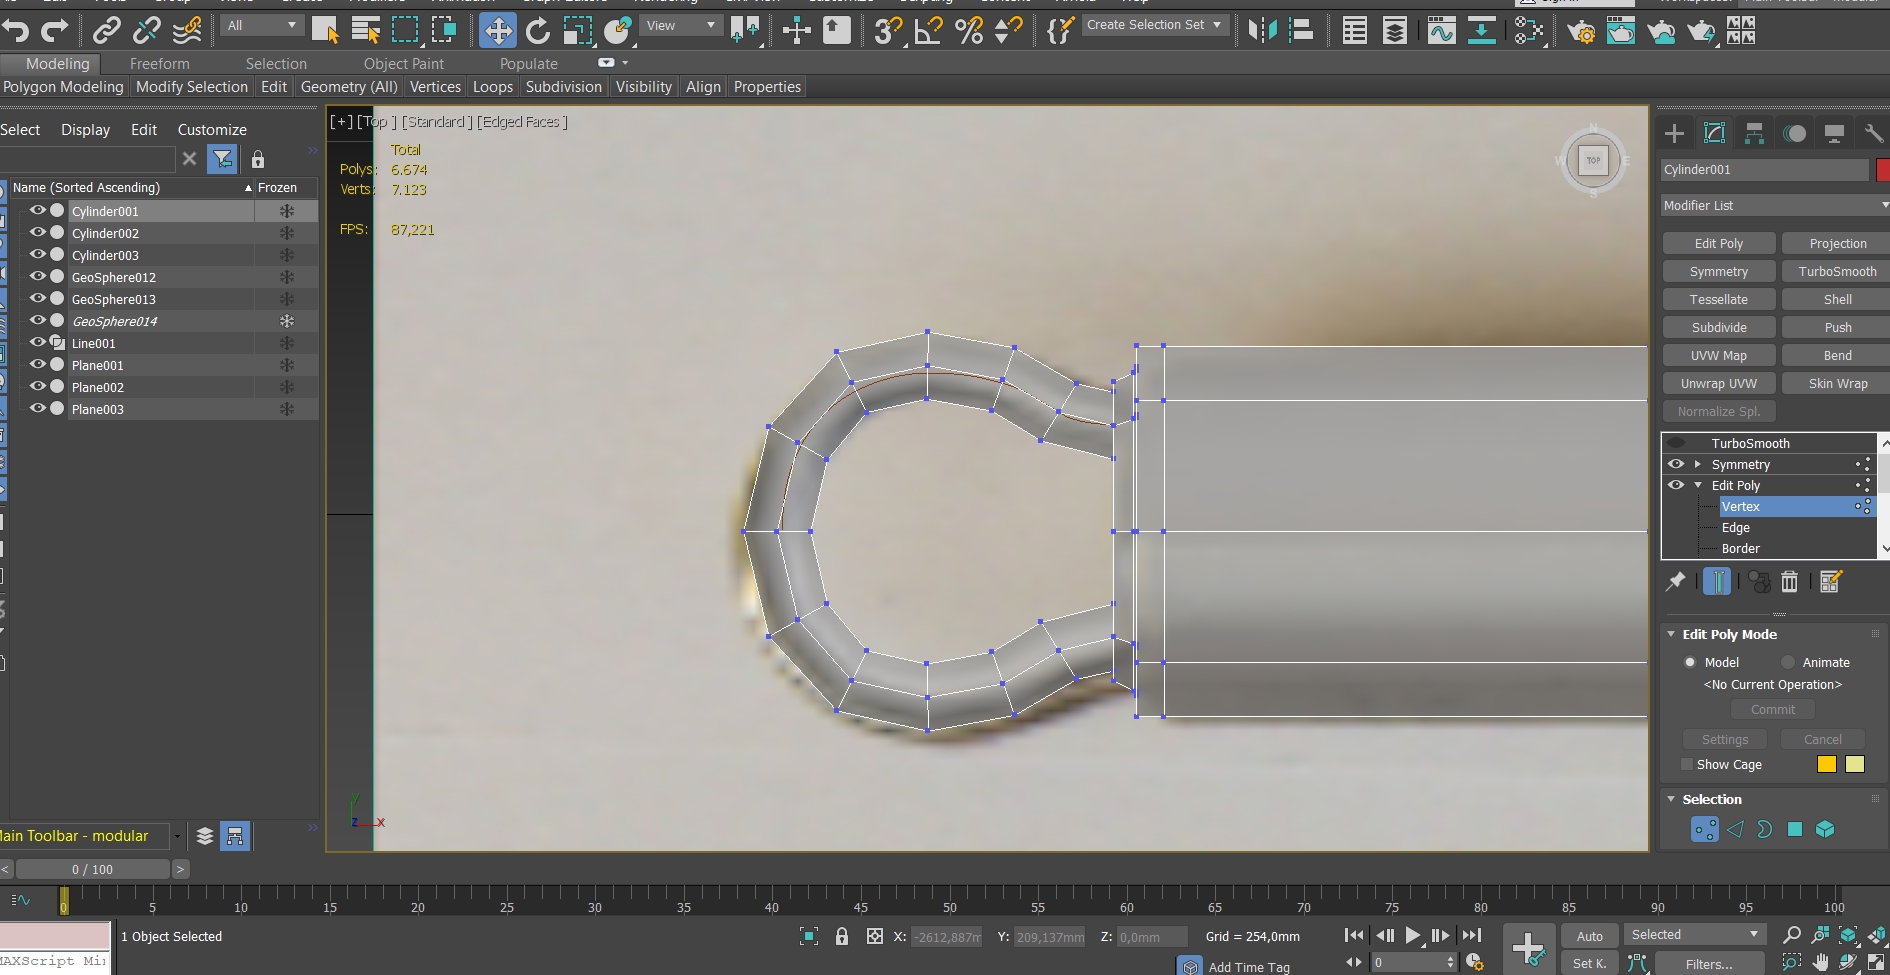 All
View
Create Selection Set
Modeling Freeform Selection Object Paint Populate
Polygon Modeling Modify Selection Edit Geometry (All) Vertices Loops Subdivision Visibility Align Properties
Select Display Edit Customize
Name (Sorted Ascending) Frozen
Cylinder001
Cylinder002
Cylinder003
GeoSphere012
GeoSphere013
GeoSphere014
Line001
Plane001
Plane002
Plane003
Main Toolbar - modular
[+] [Top ] [Standard ] [Edged Faces ]
Total
Polys: 6.674
Verts: 7.123
FPS: 87,221
N
W TOP E
S
Y
Z X
Cylinder001
Modifier List
Edit Poly Projection
Symmetry TurboSmooth
Tessellate Shell
Subdivide Push
UVW Map Bend
Unwrap UVW Skin Wrap
Normalize Spl.
TurboSmooth
Symmetry
Edit Poly
Vertex
Edge
Border
Edit Poly Mode
Model Animate
<No Current Operation>
Commit
Settings Cancel
Show Cage
Selection
< 0 / 100 >
0 5 10 15 20 25 30 35 40 45 50 55 60 65 70 75 80 85 90 95 100
1 Object Selected
X: -2612,887m Y: 209,137mm Z: 0,0mm Grid = 254,0mm
Auto Selected
MAXScript Mi
Add Time Tag
0
Set K. Filters...